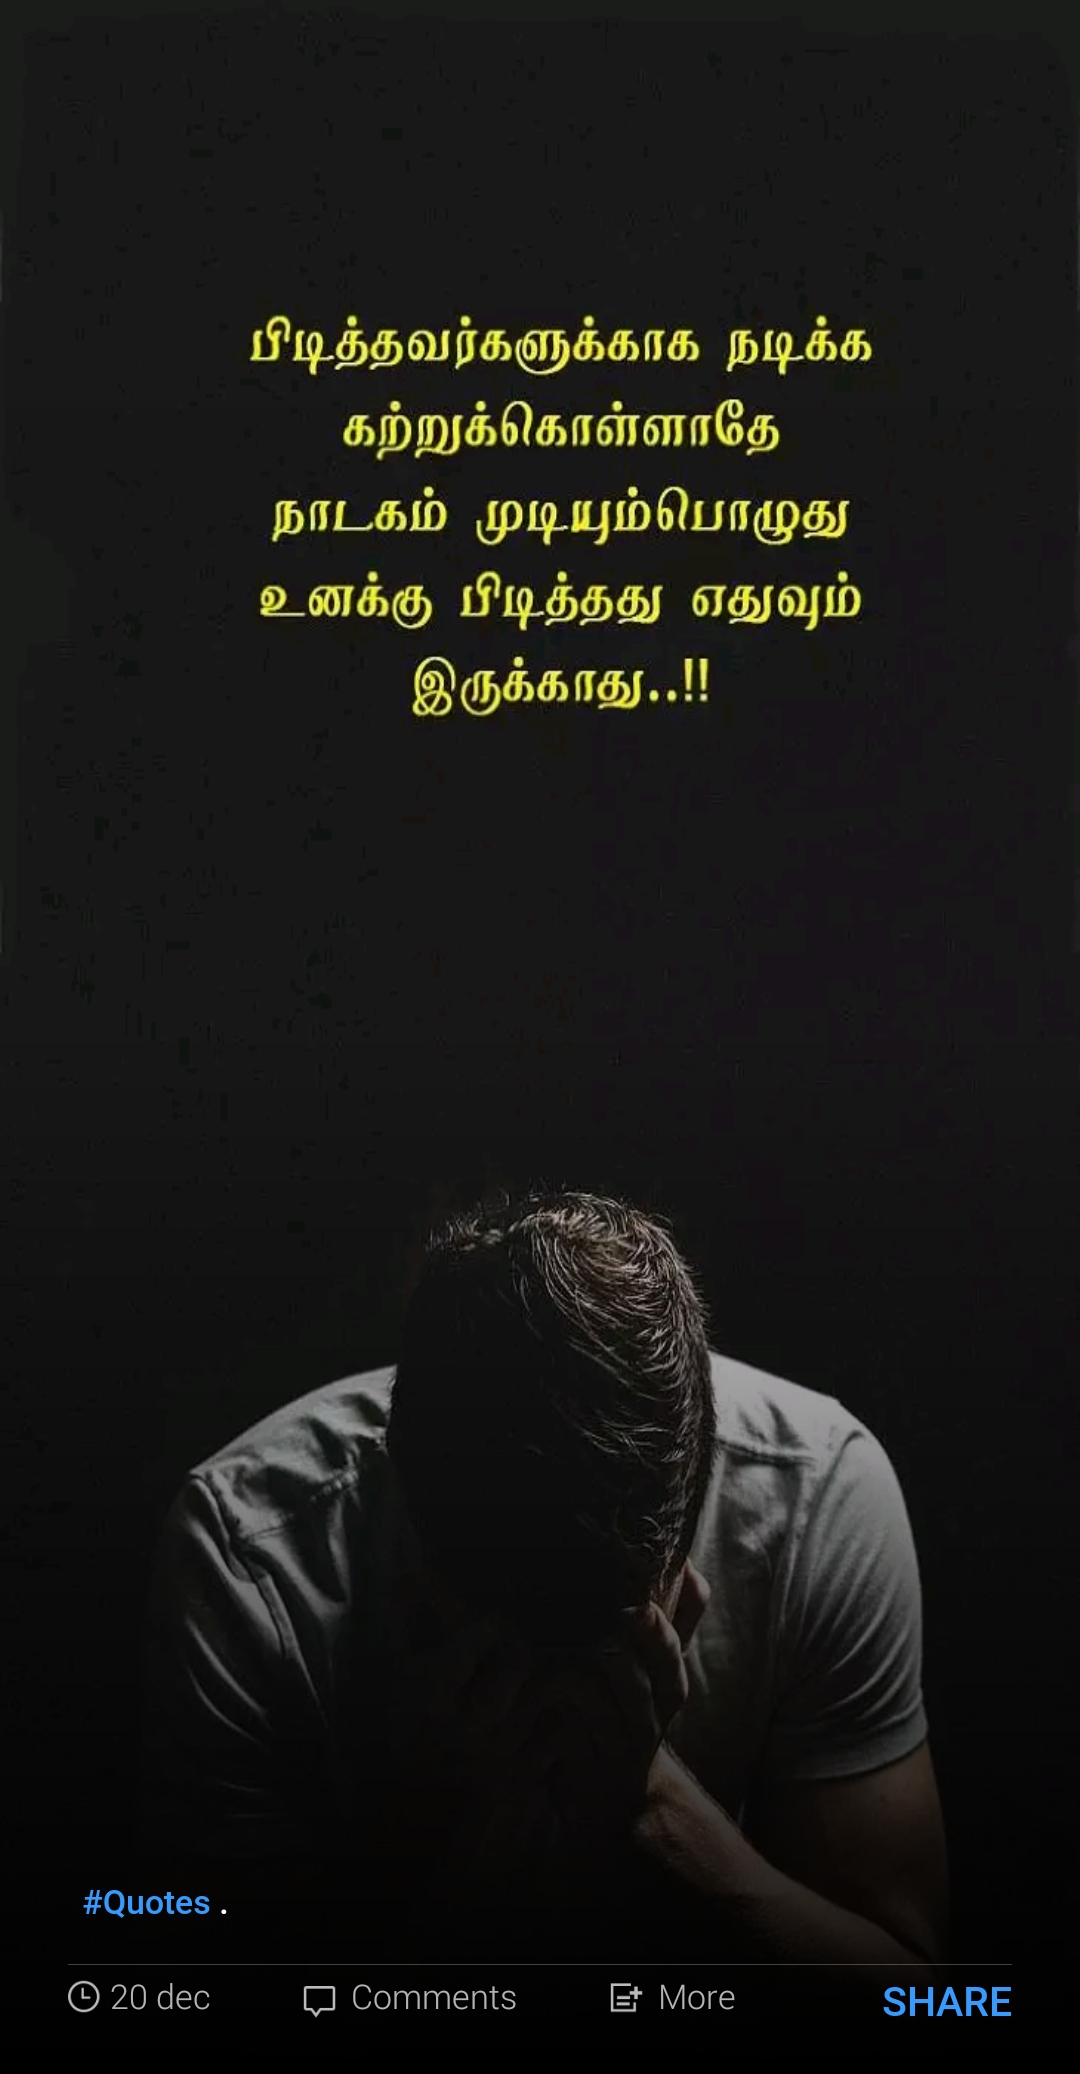 பிடித்தவர்களுக்காக நடிக்க
கற்றுக்கொள்ளாதே
நாடகம் முடியும்பொழுது
உனக்கு பிடித்தது எதுவும்
இருக்காது..!!
#Quotes .
20 dec Comments More SHARE